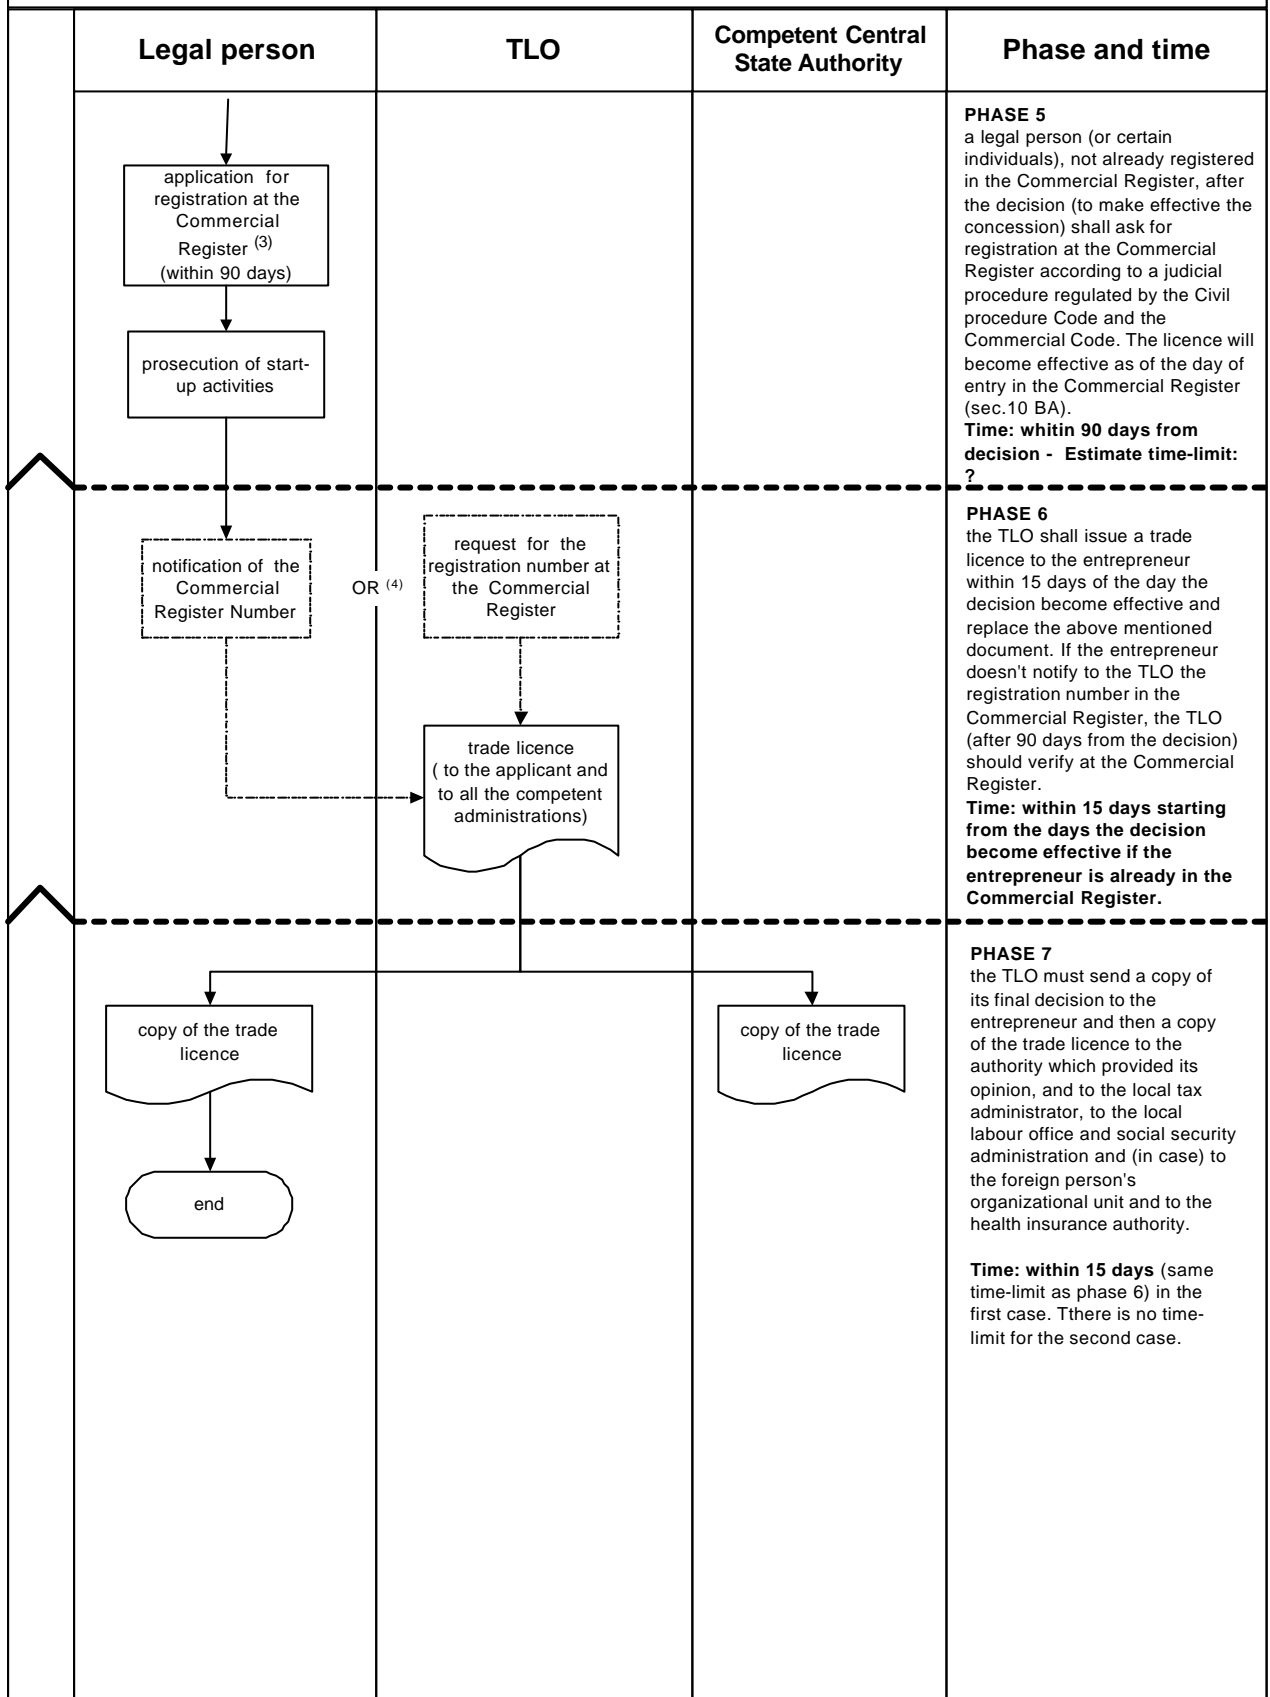 Legal person
TLO
Competent Central
State Authority
Phase and time
application for
registration at the
Commercial
Register (3)
(within 90 days)
prosecution of start-
up activities
PHASE 5
a legal person (or certain
individuals), not already registered
in the Commercial Register, after
the decision (to make effective the
concession) shall ask for
registration at the Commercial
Register according to a judicial
procedure regulated by the Civil
procedure Code and the
Commercial Code. The licence will
become effective as of the day of
entry in the Commercial Register
(sec.10 BA).
Time: whitin 90 days from
decision - Estimate time-limit:
?
notification of the
Commercial
Register Number
OR (4)
request for the
registration number at
the Commercial
Register
trade licence
( to the applicant and
to all the competent
administrations)
PHASE 6
the TLO shall issue a trade
licence to the entrepreneur
within 15 days of the day the
decision become effective and
replace the above mentioned
document. If the entrepreneur
doesn't notify to the TLO the
registration number in the
Commercial Register, the TLO
(after 90 days from the decision)
should verify at the Commercial
Register.
Time: within 15 days starting
from the days the decision
become effective if the
entrepreneur is already in the
Commercial Register.
copy of the trade
licence
end
copy of the trade
licence
PHASE 7
the TLO must send a copy of
its final decision to the
entrepreneur and then a copy
of the trade licence to the
authority which provided its
opinion, and to the local tax
administrator, to the local
labour office and social security
administration and (in case) to
the foreign person's
organizational unit and to the
health insurance authority.
Time: within 15 days (same
time-limit as phase 6) in the
first case. Tthere is no time-
limit for the second case.